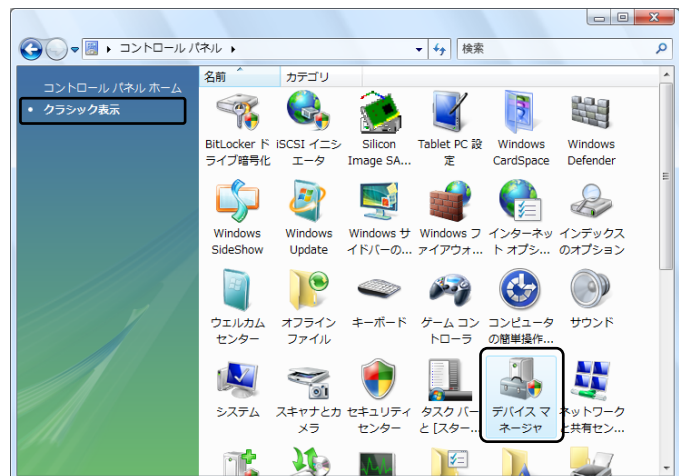 コントロール パネル
検索
コントロール パネル ホーム
クラシック表示
名前 カテゴリ
BitLocker ド
ライブ暗号化
iSCSI イニシ
エータ
Silicon
Image SA...
Tablet PC 設
定
Windows
CardSpace
Windows
Defender
Windows
SideShow
Windows
Update
Windows サ
イドバーの...
Windows フ
ァイアウォ...
インターネッ
ト オプシ...
インデックス
のオプション
ウェルカム
センター
オフライン
ファイル
キーボード
ゲーム コン
トローラ
コンピュータ
の簡単操作...
サウンド
システム
スキャナとカ
メラ
セキュリティ
センター
タスク バー
と [スター...
デバイス マ
ネージャ
ネットワーク
と共有セン...